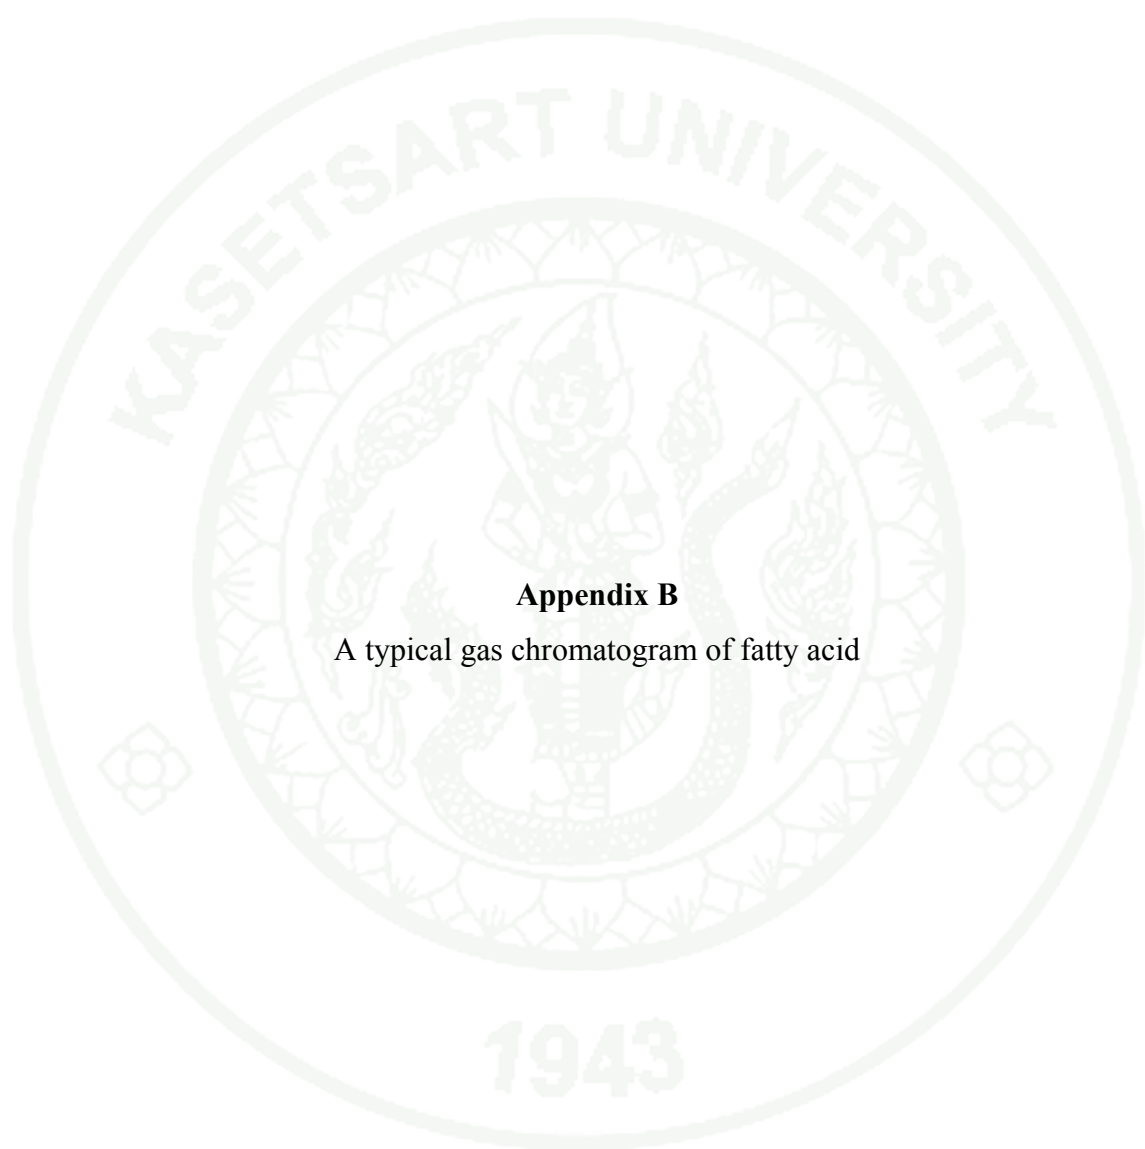 KASETSART UNIVERSITY
Appendix B
A typical gas chromatogram of fatty acid
1943